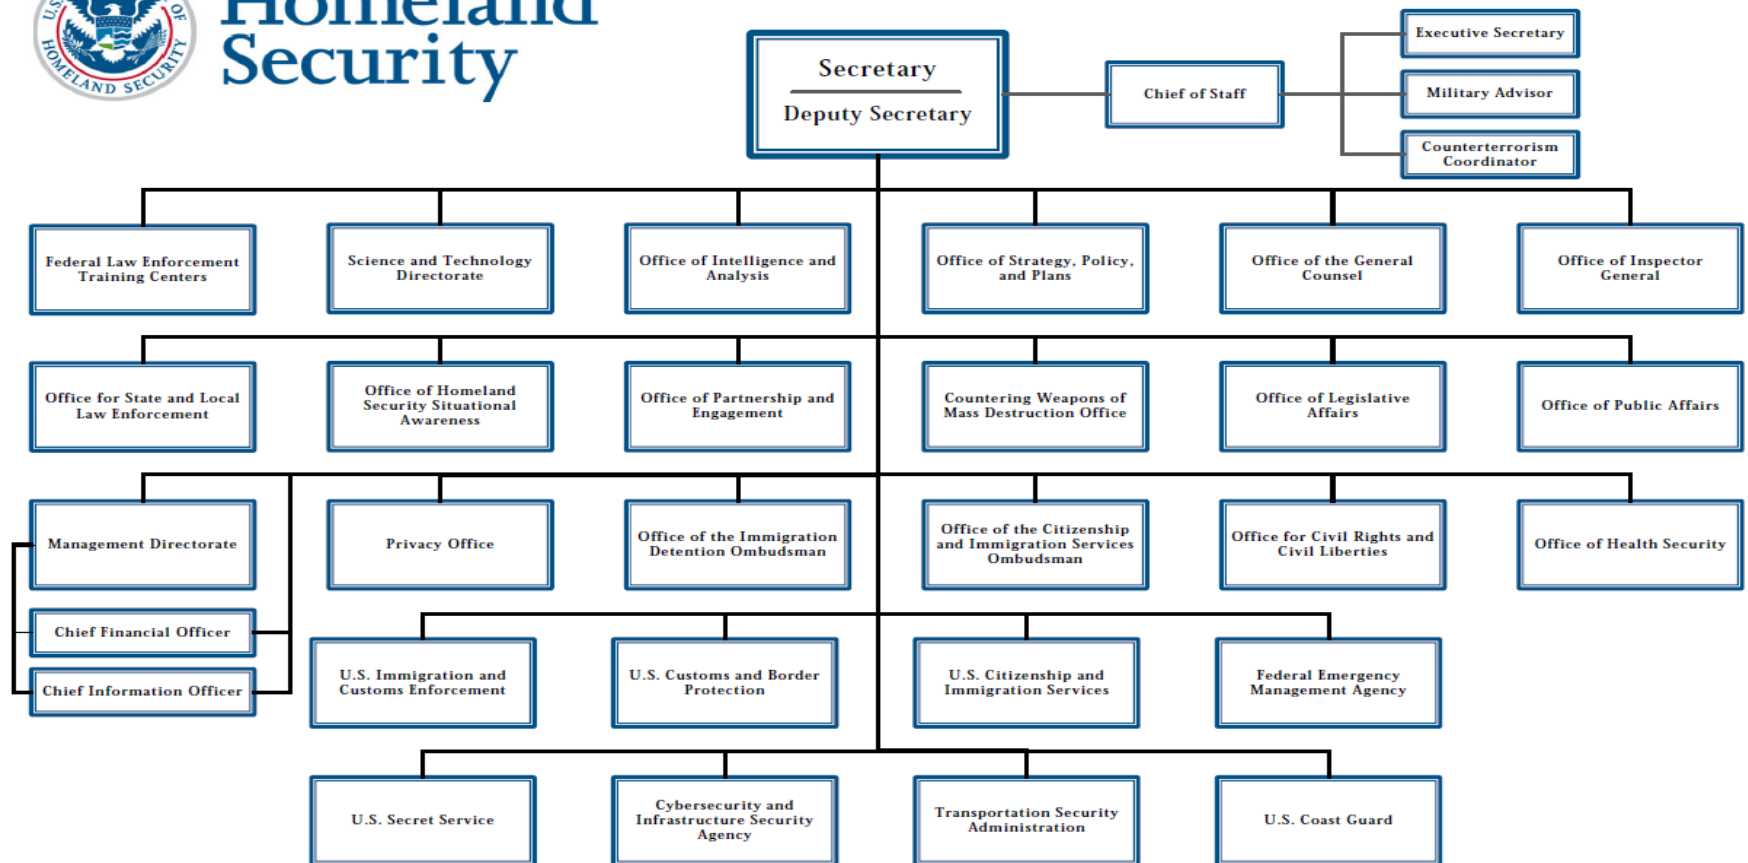 Homeland
Security
U.S.
OF
HOMELAND SECURITY
Secretary
Deputy Secretary
Chief of Staff
Executive Secretary
Military Advisor
Counterterrorism
Coordinator
Federal Law Enforcement
Training Centers
Science and Technology
Directorate
Office of Intelligence and
Analysis
Office of Strategy, Policy,
and Plans
Office of the General
Counsel
Office of Inspector
General
Office for State and Local
Law Enforcement
Office of Homeland
Security Situational
Awareness
Office of Partnership and
Engagement
Countering Weapons of
Mass Destruction Office
Office of Legislative
Affairs
Office of Public Affairs
Management Directorate
Privacy Office
Office of the Immigration
Detention Ombudsman
Office of the Citizenship
and Immigration Services
Ombudsman
Office for Civil Rights and
Civil Liberties
Office of Health Security
Chief Financial Officer
Chief Information Officer
U.S. Immigration and
Customs Enforcement
U.S. Customs and Border
Protection
U.S. Citizenship and
Immigration Services
Federal Emergency
Management Agency
U.S. Secret Service
Cybersecurity and
Infrastructure Security
Agency
Transportation Security
Administration
U.S. Coast Guard